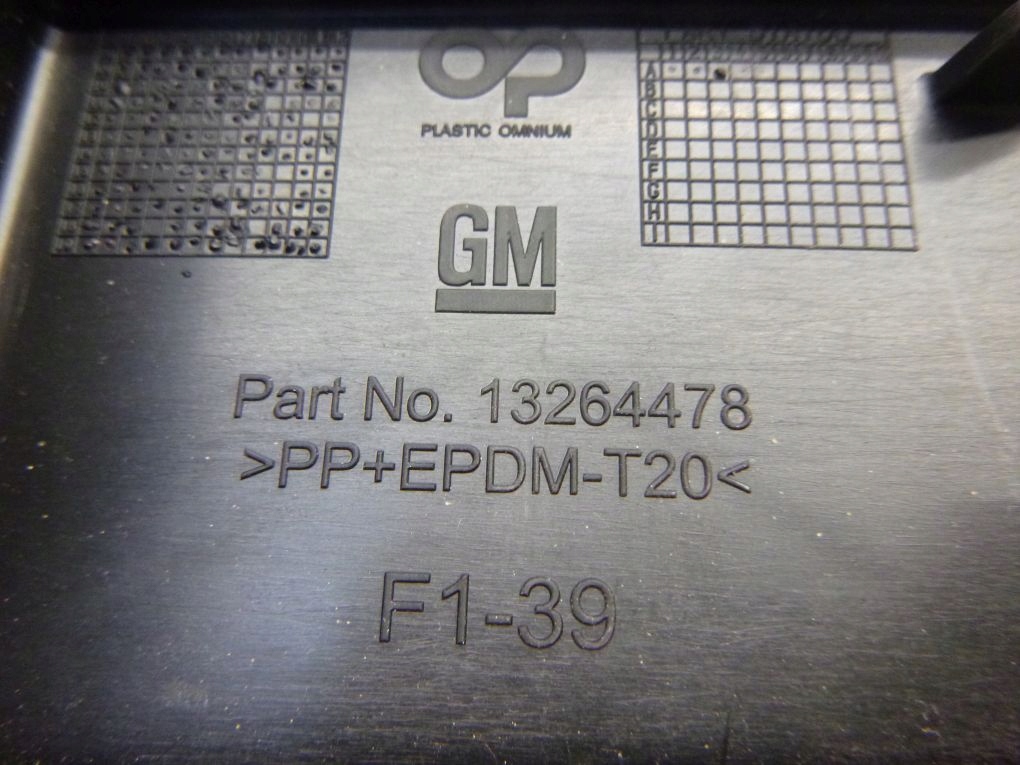 OP
PLASTIC OMNIUM
A
B
C
D
E
F
G
H
I
GM
Part No. 13264478
>PP+EPDM-T20<
F1-39